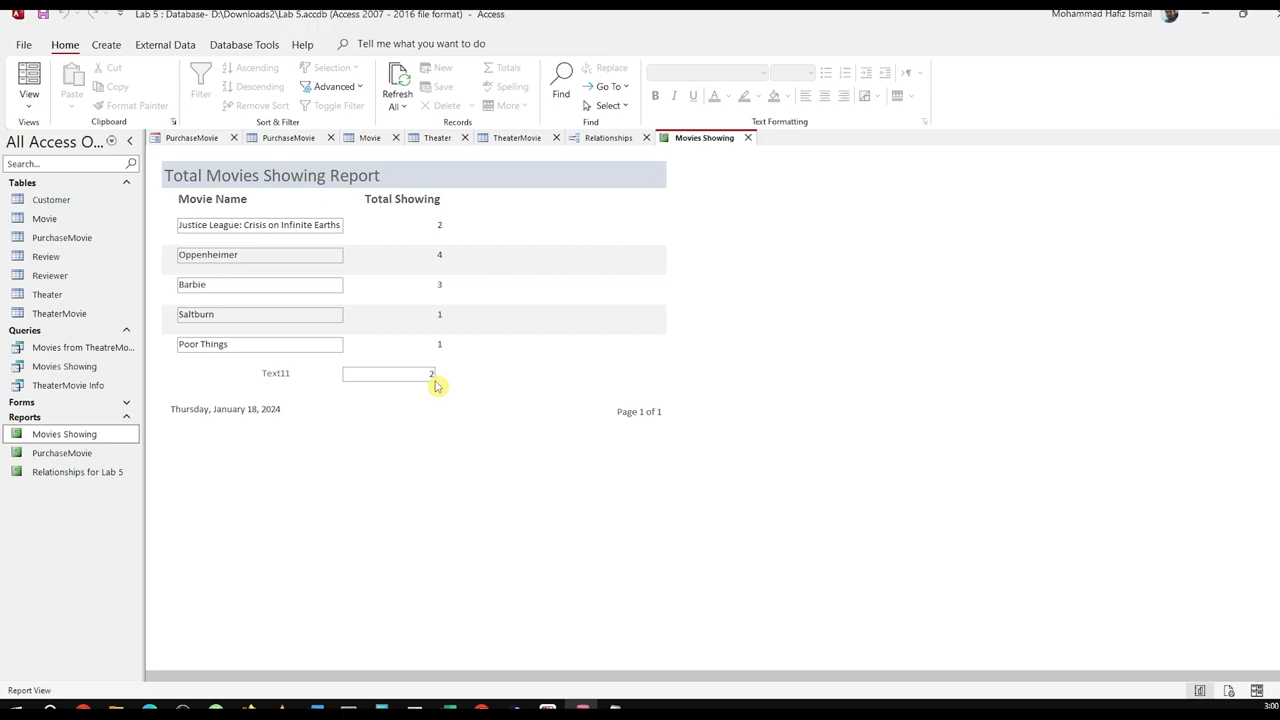 Lab 5 : Database- D:\Downloads2\Lab 5.accdb (Access 2007 - 2016 file format) - Access
Mohammad Hafiz Ismail
File Home Create External Data Database Tools Help Tell me what you want to do
View
Paste
Cut
Copy
Format Painter
Filter
Ascending
Descending
Remove Sort
Selection
Advanced
Toggle Filter
Refresh
All
New
Save
Delete
Totals
Spelling
More
Find
Replace
Go To
Select
B I U A
Views Clipboard Sort & Filter Records Find Text Formatting
All Access O...
PurchaseMovie PurchaseMovie Movie Theater TheaterMovie Relationships Movies Showing
Search...
Tables
Customer
Movie
PurchaseMovie
Review
Reviewer
Theater
TheaterMovie
Queries
Movies from TheatreMo...
Movies Showing
TheaterMovie Info
Forms
Reports
Movies Showing
PurchaseMovie
Relationships for Lab 5
Total Movies Showing Report
Movie Name Total Showing
Justice League: Crisis on Infinite Earths 2
Oppenheimer 4
Barbie 3
Saltburn 1
Poor Things 1
Text11 2
Thursday, January 18, 2024
Page 1 of 1
Report View
3:00